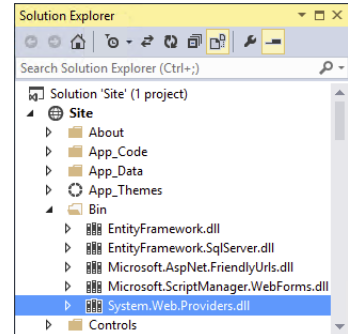 Solution Explorer
Search Solution Explorer (Ctrl+;)
Solution 'Site' (1 project)
Site
About
App_Code
App_Data
App_Themes
Bin
EntityFramework.dll
EntityFramework.SqlServer.dll
Microsoft.AspNet.FriendlyUrls.dll
Microsoft.ScriptManager.WebForms.dll
System.Web.Providers.dll
Controls